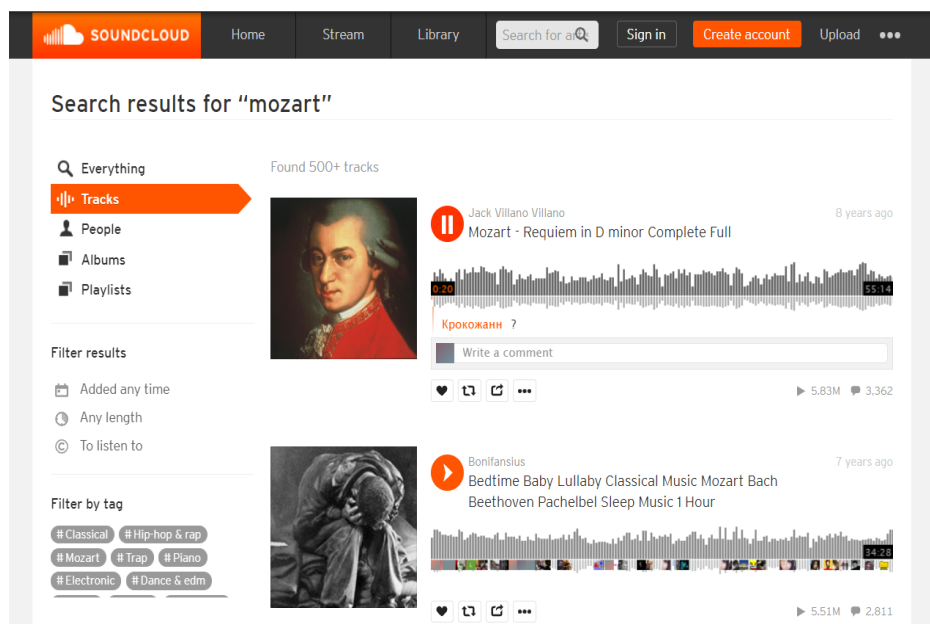 SOUNDCLOUD Home Stream Library Search for Sign in Create account Upload
Search results for “mozart”
Everything
Tracks
People
Albums
Playlists
Filter results
Added any time
Any length
To listen to
Filter by tag
#Classical #Hip-hop & rap
#Mozart #Trap #Piano
#Electronic #Dance & edm
Found 500+ tracks
Jack Villano Villano 8 years ago
Mozart - Requiem in D minor Complete Full
0:20 55:14
Крокожанн ?
Write a comment
5.83M 3,362
Bonifansius 7 years ago
Bedtime Baby Lullaby Classical Music Mozart Bach
Beethoven Pachelbel Sleep Music 1 Hour
34:28
5.51M 2,811